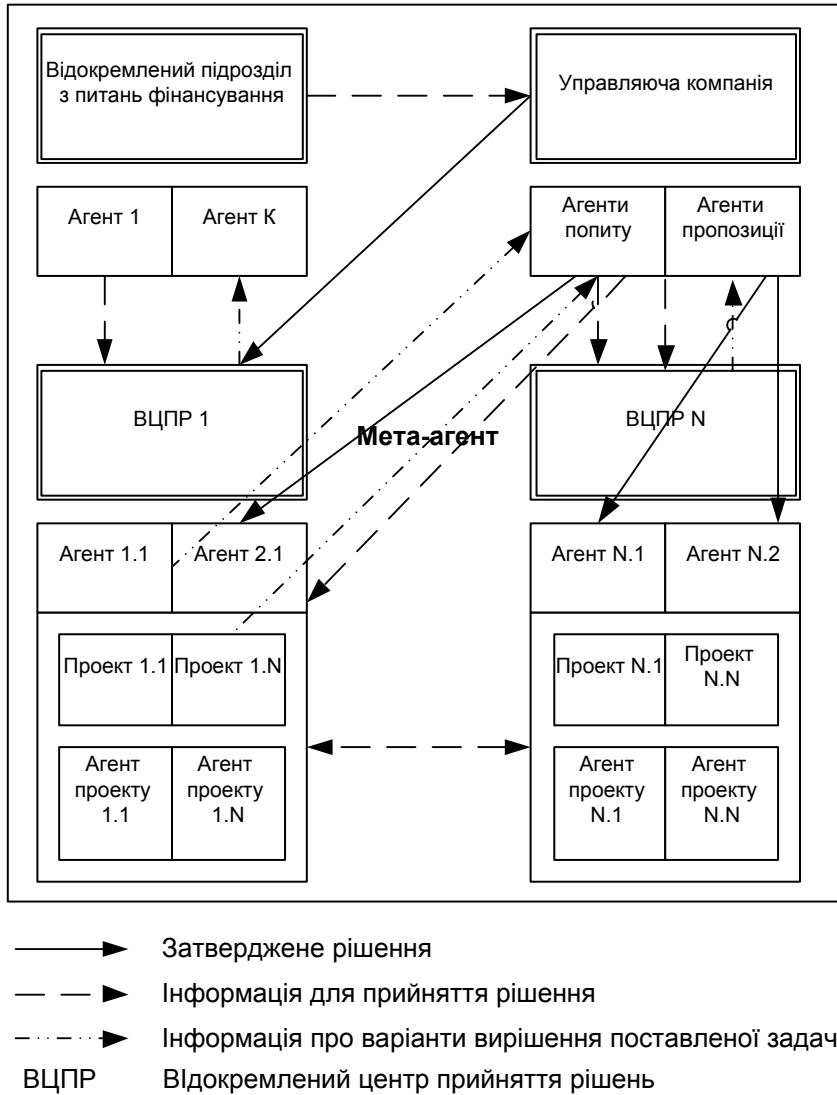 Відокремлений підрозділ
з питань фінансування
Управляюча компанія
Агент 1
Агент К
Агенти
попиту
Агенти
пропозиції
ВЦПР 1
ВЦПР N
Мета-агент
Агент 1.1
Агент 2.1
Агент N.1
Агент N.2
Проект 1.1
Проект 1.N
Проект N.1
Проект
N.N
Агент
проекту
1.1
Агент
проекту
1.N
Агент
проекту
N.1
Агент
проекту
N.N
Затверджене рішення
Інформація для прийняття рішення
Інформація про варіанти вирішення поставленої задач
ВЦПР ВІдокремлений центр прийняття рішень